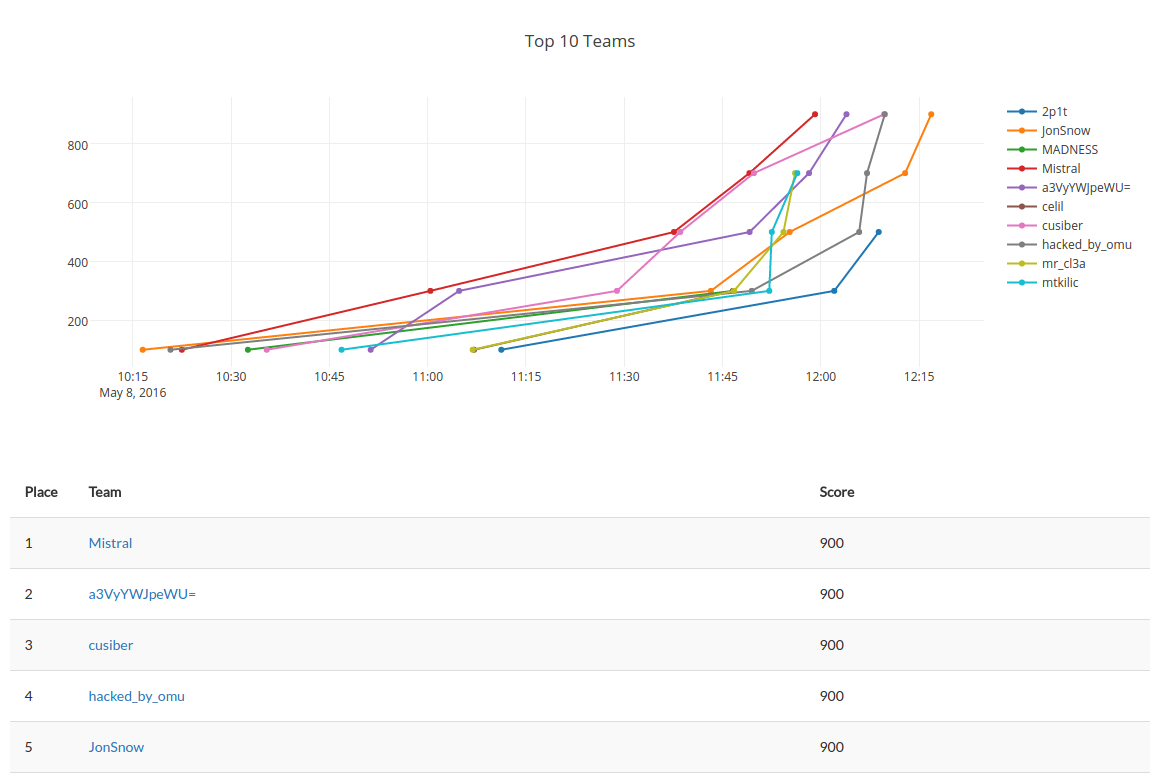 Top 10 Teams
800
600
400
200
10:15
May 8, 2016
10:30
10:45
11:00
11:15
11:30
11:45
12:00
12:15
2p1t
JonSnow
MADNESS
Mistral
a3VyYWJpeWU=
celil
cusiber
hacked_by_omu
mr_cl3a
mtkilic
Place Team Score
1 Mistral 900
2 a3VyYWJpeWU= 900
3 cusiber 900
4 hacked_by_omu 900
5 JonSnow 900